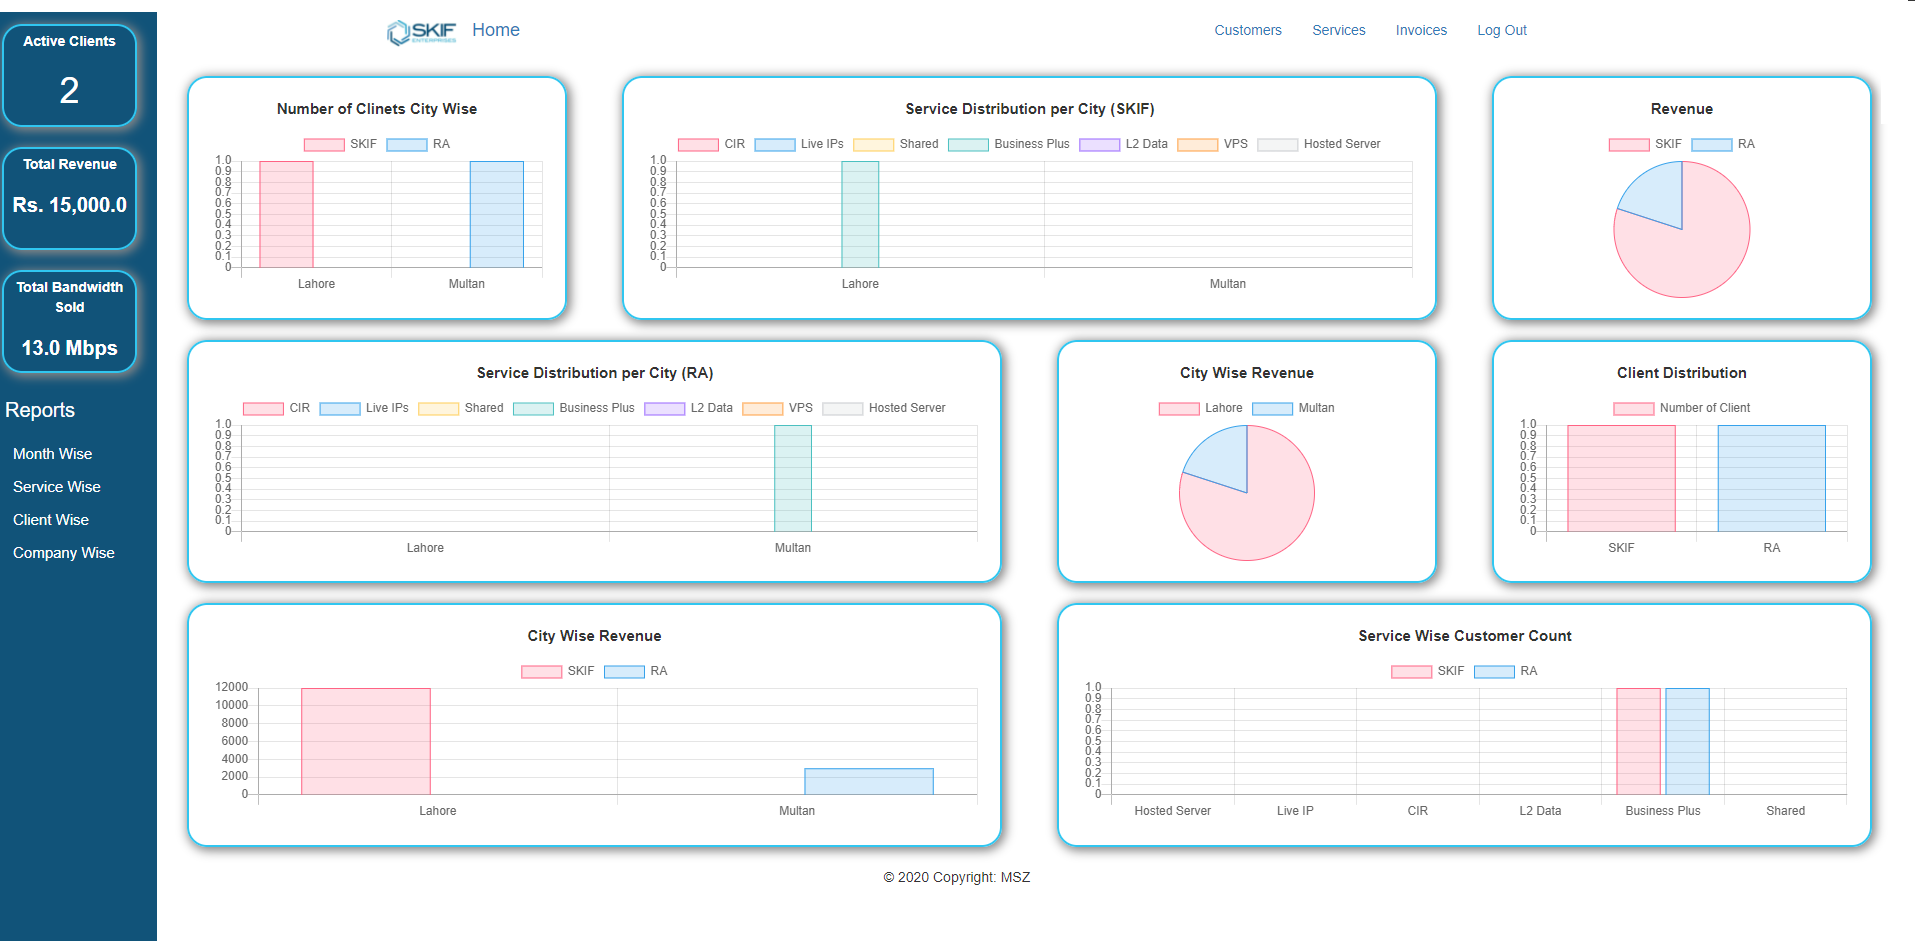 Active Clients
2
Total Revenue
Rs. 15,000.0
Total Bandwidth
Sold
13.0 Mbps
Reports
Month Wise
Service Wise
Client Wise
Company Wise
SKIF
ENTERPRISES
Home
Customers
Services
Invoices
Log Out
Number of Clinets City Wise
SKIF RA
1.0
0.9
0.8
0.7
0.6
0.5
0.4
0.3
0.2
0.1
0
Lahore Multan
Service Distribution per City (SKIF)
CIR Live IPs Shared Business Plus L2 Data VPS Hosted Server
1.0
0.9
0.8
0.7
0.6
0.5
0.4
0.3
0.2
0.1
0
Lahore Multan
Revenue
SKIF RA
Service Distribution per City (RA)
CIR Live IPs Shared Business Plus L2 Data VPS Hosted Server
1.0
0.9
0.8
0.7
0.6
0.5
0.4
0.3
0.2
0.1
0
Lahore Multan
City Wise Revenue
Lahore Multan
Client Distribution
Number of Client
1.0
0.9
0.8
0.7
0.6
0.5
0.4
0.3
0.2
0.1
0
SKIF RA
City Wise Revenue
SKIF RA
12000
10000
8000
6000
4000
2000
0
Lahore Multan
Service Wise Customer Count
SKIF RA
1.0
0.9
0.8
0.7
0.6
0.5
0.4
0.3
0.2
0.1
0
Hosted Server Live IP CIR L2 Data Business Plus Shared
© 2020 Copyright: MSZ